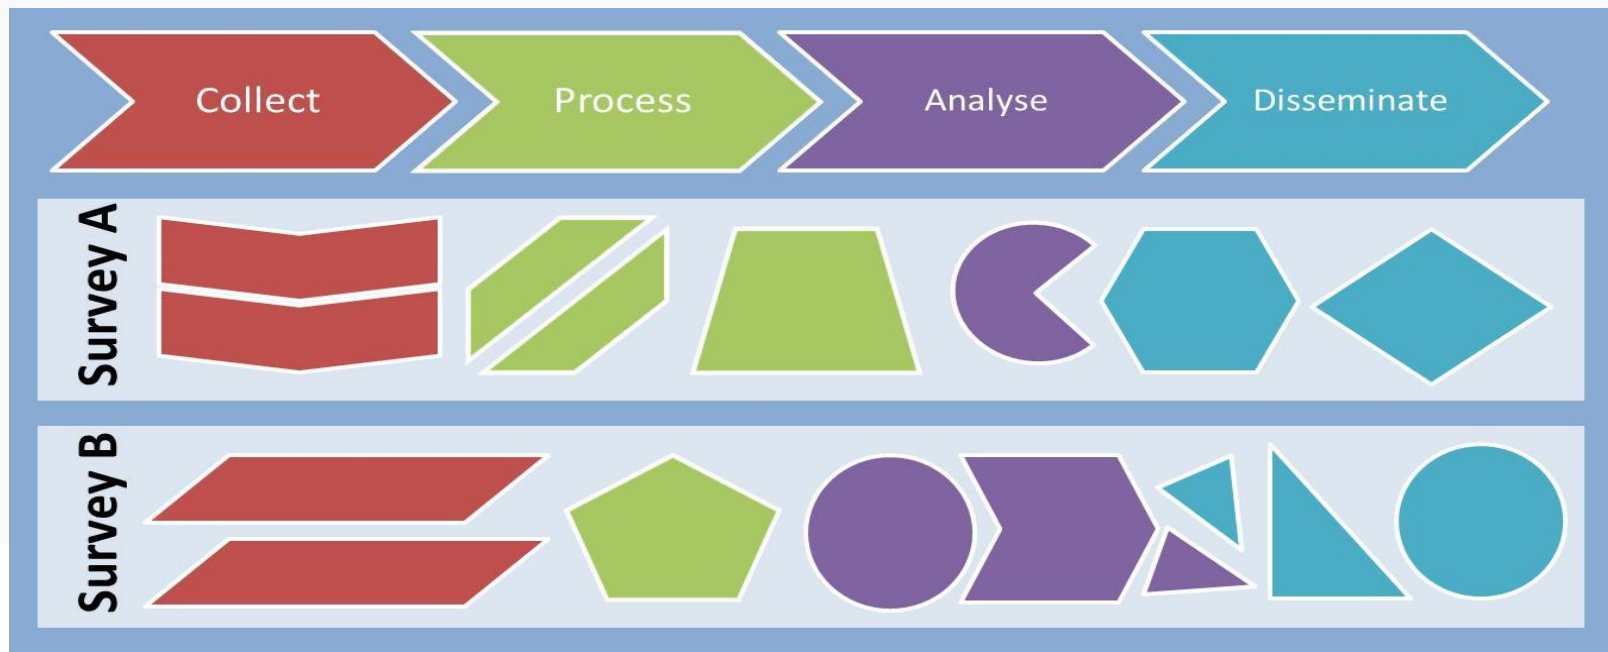 Collect
Process
Analyse
Disseminate
Survey A
Survey B